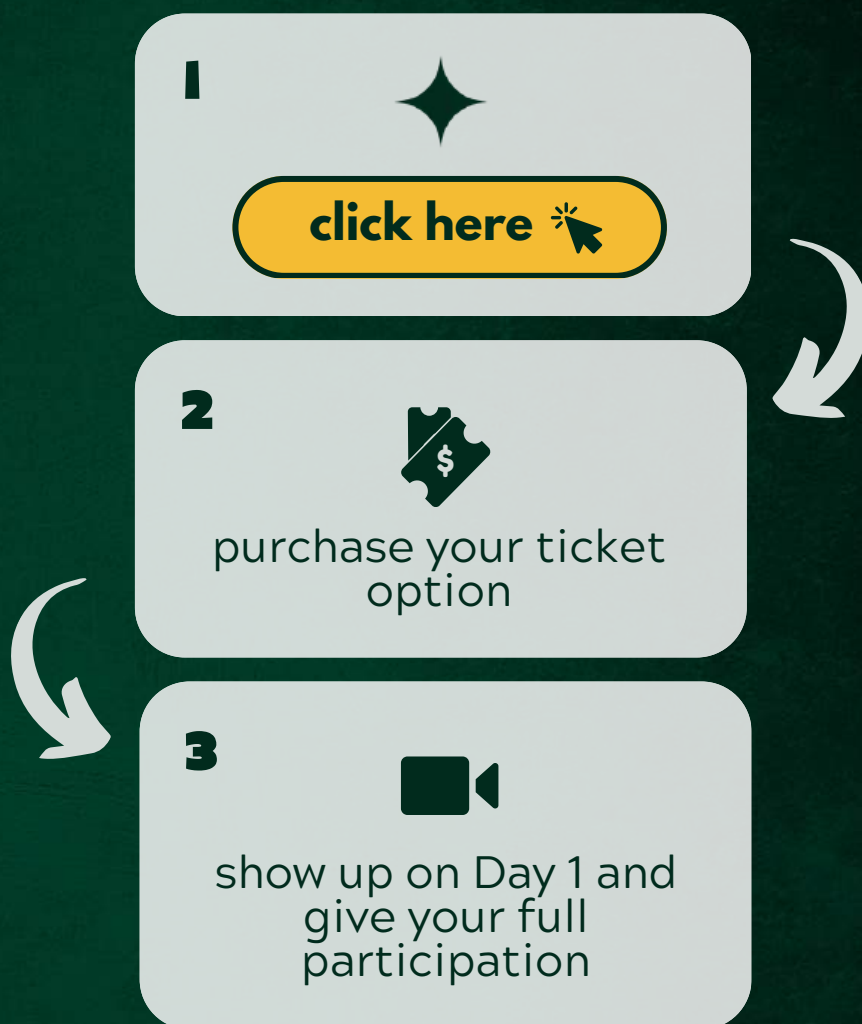 1
click here
2
$
purchase your ticket
option
3
show up on Day 1 and
give your full
participation